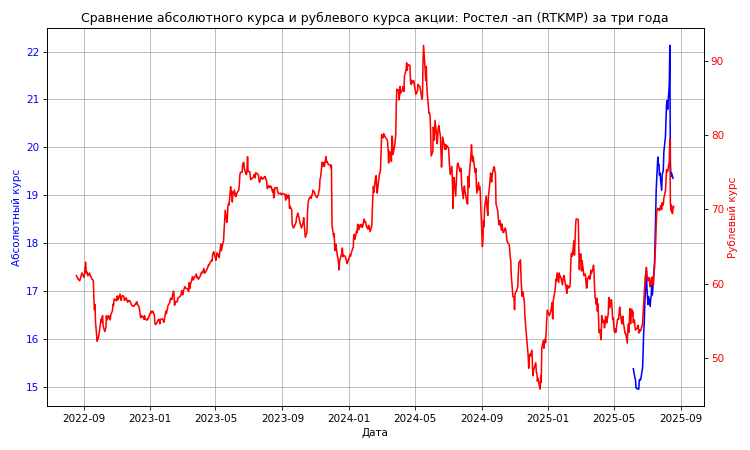 Сравнение абсолютного курса и рублевого курса акции: Ростел -ап (RTKMP) за три года
22
21
20
19
18
17
16
15
Абсолютный курс
90
80
70
60
50
Рублевый курс
2022-09 2023-01 2023-05 2023-09 2024-01 2024-05 2024-09 2025-01 2025-05 2025-09
Дата